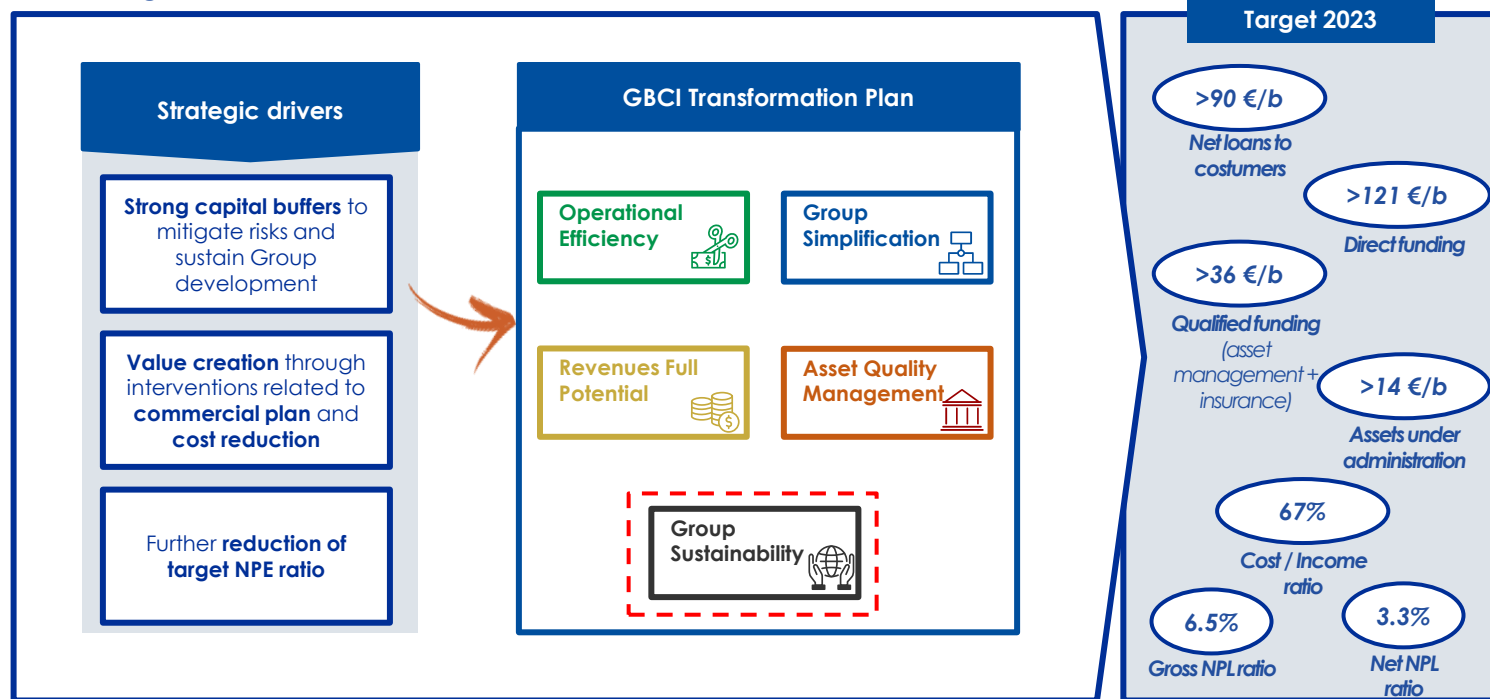 Strategic drivers
Strong capital buffers to
mitigate risks and
sustain Group
development
Value creation through
interventions related to
commercial plan and
cost reduction
Further reduction of
target NPE ratio
GBCI Transformation Plan
Operational
Efficiency
Group
Simplification
Revenues Full
Potential
Asset Quality
Management
Group
Sustainability
Target 2023
>90 €/b
Net loans to
costumers
>121 €/b
Direct funding
>36 €/b
Qualified funding
(asset
management +
insurance)
>14 €/b
Assets under
administration
67%
Cost / Income
ratio
6.5%
Gross NPL ratio
3.3%
Net NPL
ratio